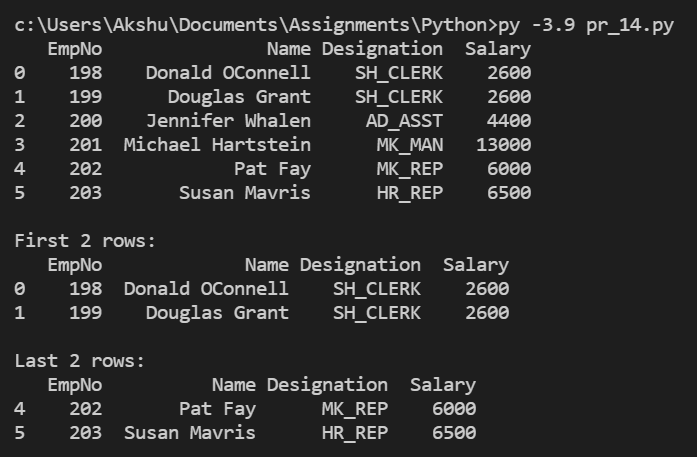 c:\Users\Akshu\Documents\Assignments\Python>py -3.9 pr_14.py
   EmpNo               Name Designation  Salary
0    198    Donald OConnell    SH_CLERK    2600
1    199      Douglas Grant    SH_CLERK    2600
2    200    Jennifer Whalen     AD_ASST    4400
3    201  Michael Hartstein      MK_MAN   13000
4    202            Pat Fay      MK_REP    6000
5    203       Susan Mavris      HR_REP    6500

First 2 rows:
   EmpNo             Name Designation  Salary
0    198  Donald OConnell    SH_CLERK    2600
1    199    Douglas Grant    SH_CLERK    2600

Last 2 rows:
   EmpNo          Name Designation  Salary
4    202       Pat Fay      MK_REP    6000
5    203  Susan Mavris      HR_REP    6500